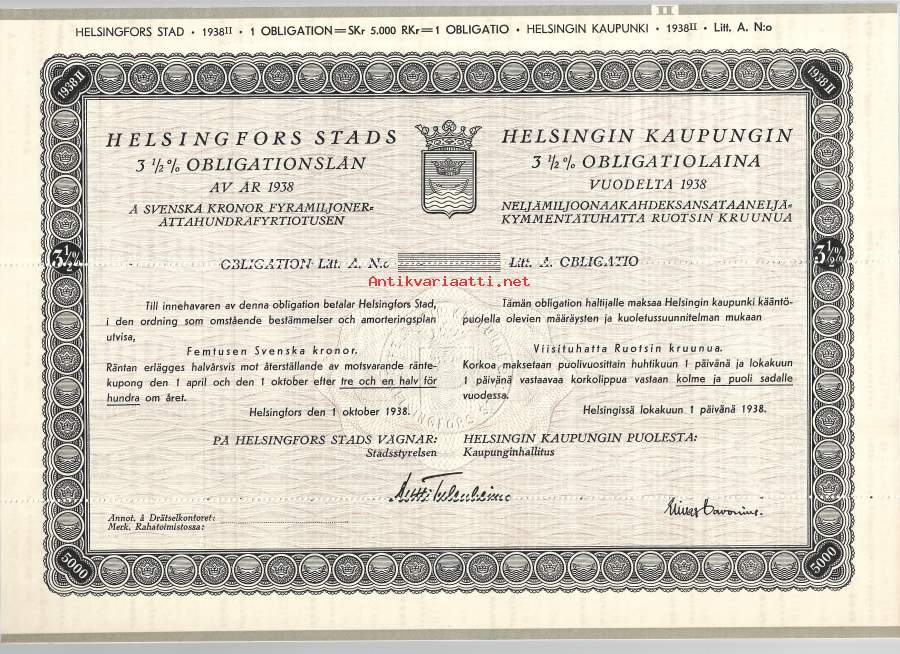 HELSINGFORS STAD · 1938II · 1 OBLIGATION=SKr 5.000 RKr=1 OBLIGATIO · HELSINGIN KAUPUNKI · 1938II · Litt. A. N:o
1938 II
1938 II
HELSINGFORS STADS
3 1/2 % OBLIGATIONSLÅN
AV ÅR 1938
Å SVENSKA KRONOR FYRAMILJONER-
ÅTTAHUNDRAFYRTIOTUSEN
HELSINGIN KAUPUNGIN
3 1/2 % OBLIGATIOLAINA
VUODELTA 1938
NELJÄMILJOONAAKAHDEKSANSATAANELJÄ-
KYMMENTÄTUHATTA RUOTSIN KRUUNUA
3 1/2%
3 1/2%
OBLIGATION Litt. A. N:o
Litt. A. OBLIGATIO
Antikvariaatti.net
Till innehavaren av denna obligation betalar Helsingfors Stad,
i den ordning som omstående bestämmelser och amorteringsplan
utvisa,
Femtusen Svenska kronor.
Räntan erlägges halvårsvis mot återställande av motsvarande ränte-
kupong den 1 april och den 1 oktober efter tre och en halv för
hundra om året.
Helsingfors den 1 oktober 1938.
Tämän obligation haltijalle maksaa Helsingin kaupunki kääntö-
puolella olevien määräysten ja kuoletussuunnitelman mukaan
Viisituhatta Ruotsin kruunua.
Korkoa maksetaan puolivuosittain huhtikuun 1 päivänä ja lokakuun
1 päivänä vastaavaa korkolippua vastaan kolme ja puoli sadalle
vuodessa.
Helsingissä lokakuun 1 päivänä 1938.
PÅ HELSINGFORS STADS VÄGNAR:
Stadsstyrelsen
HELSINGIN KAUPUNGIN PUOLESTA:
Kaupunginhallitus
Annot. å Drätselkontoret:
Merk. Rahatoimistossa:
5000
5000